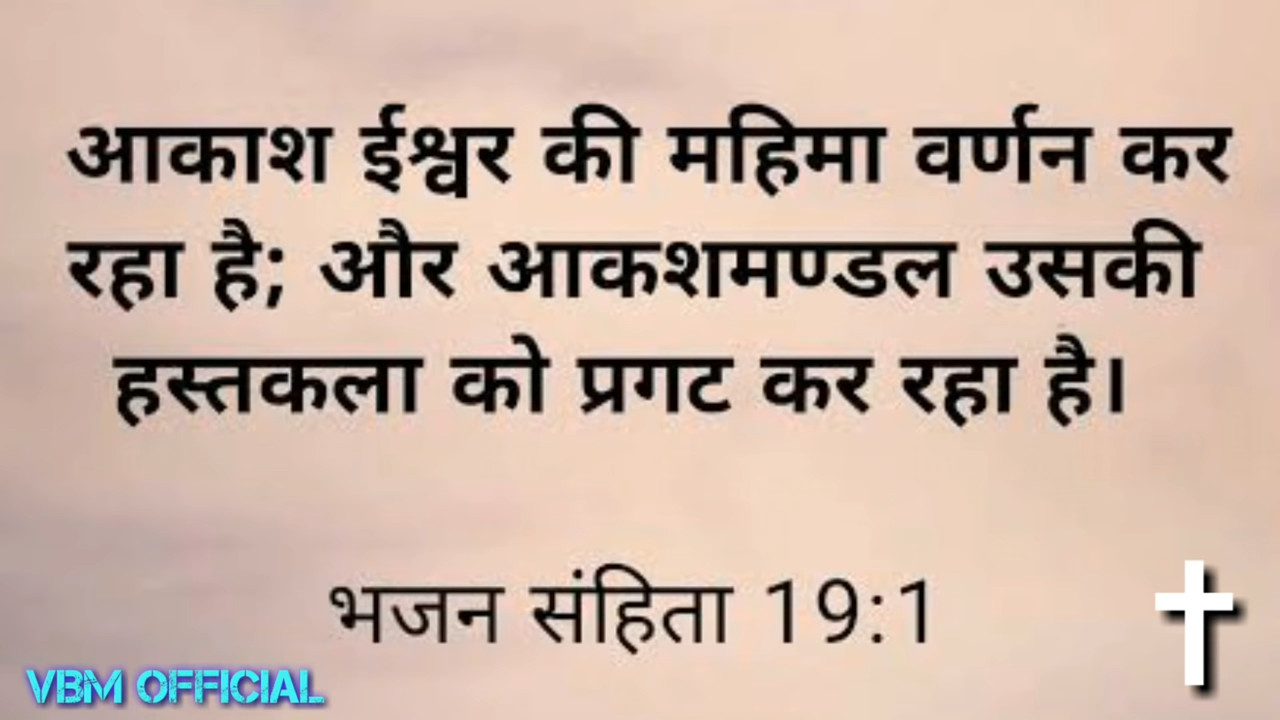 आकाश ईश्वर की महिमा वर्णन कर
रहा है; और आकशमण्डल उसकी
हस्तकला को प्रगट कर रहा है।
भजन संहिता 19:1
VBM OFFICIAL